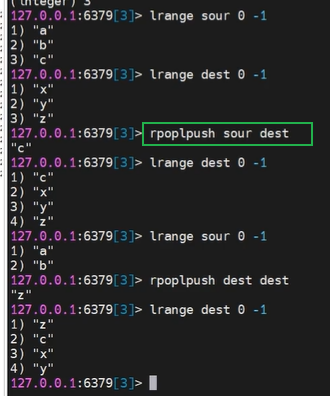 (integer) 3
127.0.0.1:6379[3]> lrange sour 0 -1
1) "a"
2) "b"
3) "c"
127.0.0.1:6379[3]> lrange dest 0 -1
1) "x"
2) "y"
3) "z"
127.0.0.1:6379[3]> rpoplpush sour dest
"c"
127.0.0.1:6379[3]> lrange dest 0 -1
1) "c"
2) "x"
3) "y"
4) "z"
127.0.0.1:6379[3]> lrange sour 0 -1
1) "a"
2) "b"
127.0.0.1:6379[3]> rpoplpush dest dest
"z"
127.0.0.1:6379[3]> lrange dest 0 -1
1) "z"
2) "c"
3) "x"
4) "y"
127.0.0.1:6379[3]>